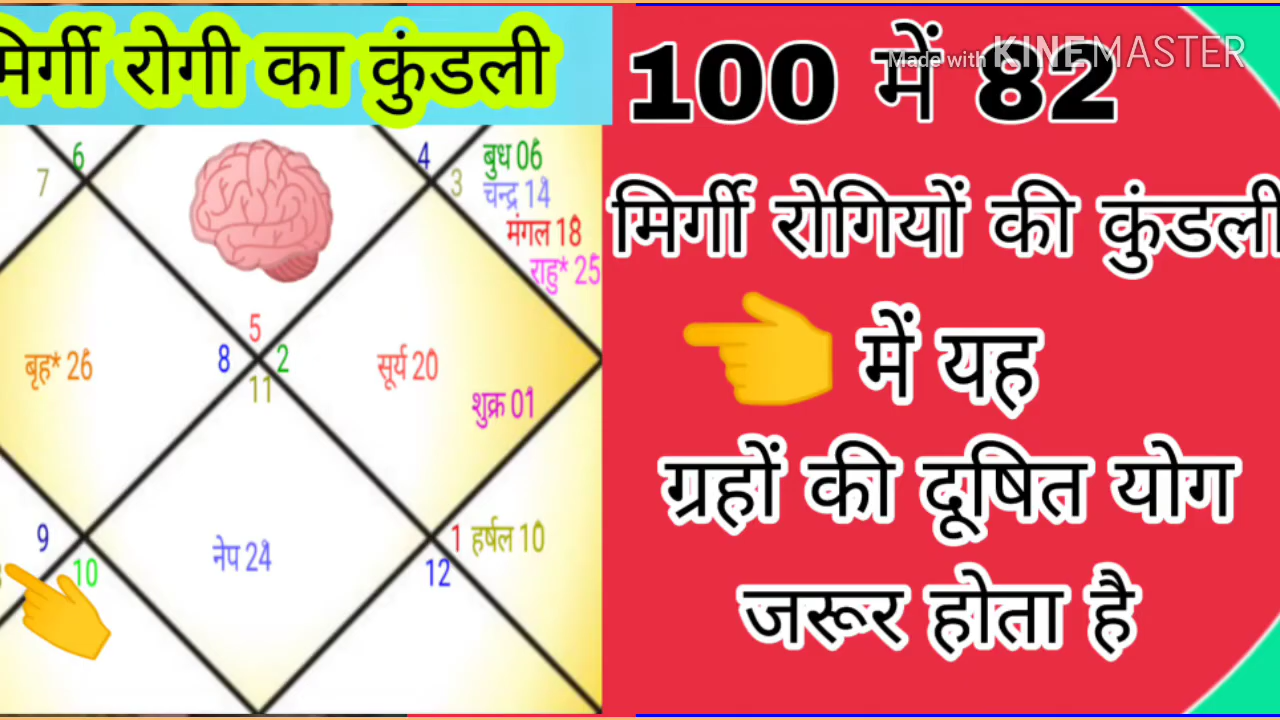 मिर्गी रोगी का कुंडली
6
7
4
3
बुध 06
चन्द्र 14
मंगल 18
राहु* 25
5
8
2
11
बृह* 26
सूर्य 20
शुक्र 01
9
10
नेप 24
1
हर्षल 10
12
Made with KINEMASTER
100 में 82
मिर्गी रोगियों की कुंडली
में यह
ग्रहों की दूषित योग
जरूर होता है